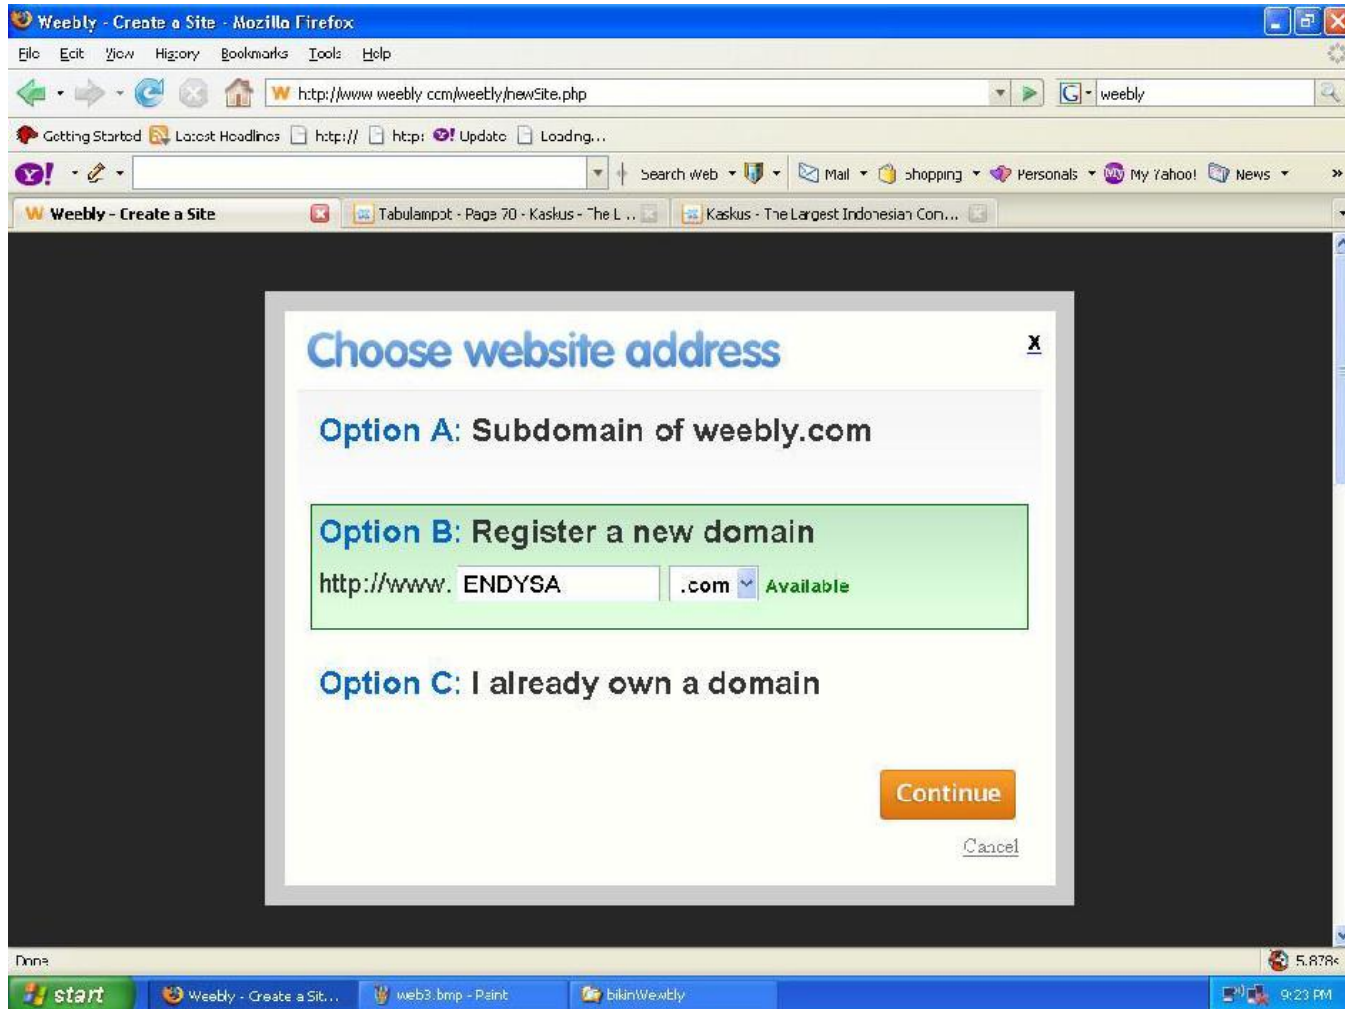 Weebly - Create a Site - Mozilla Firefox
File Edit View History Bookmarks Tools Help
http://www.weebly.com/weebly/newSite.php
G weebly
Getting Started Latest Headlines http:// http: Y! Update Loading...
Y! Search Web Mail Shopping Personals My Yahoo! News »
Weebly - Create a Site Tabulampot - Page 70 - Kaskus - The L... Kaskus - The Largest Indonesian Com...
Choose website address X
Option A: Subdomain of weebly.com
Option B: Register a new domain
http://www. ENDYSA .com Available
Option C: I already own a domain
Continue
Cancel
Done 5.878s
start Weebly - Create a Sit... web3.bmp - Paint bikinWewbly 9:23 PM